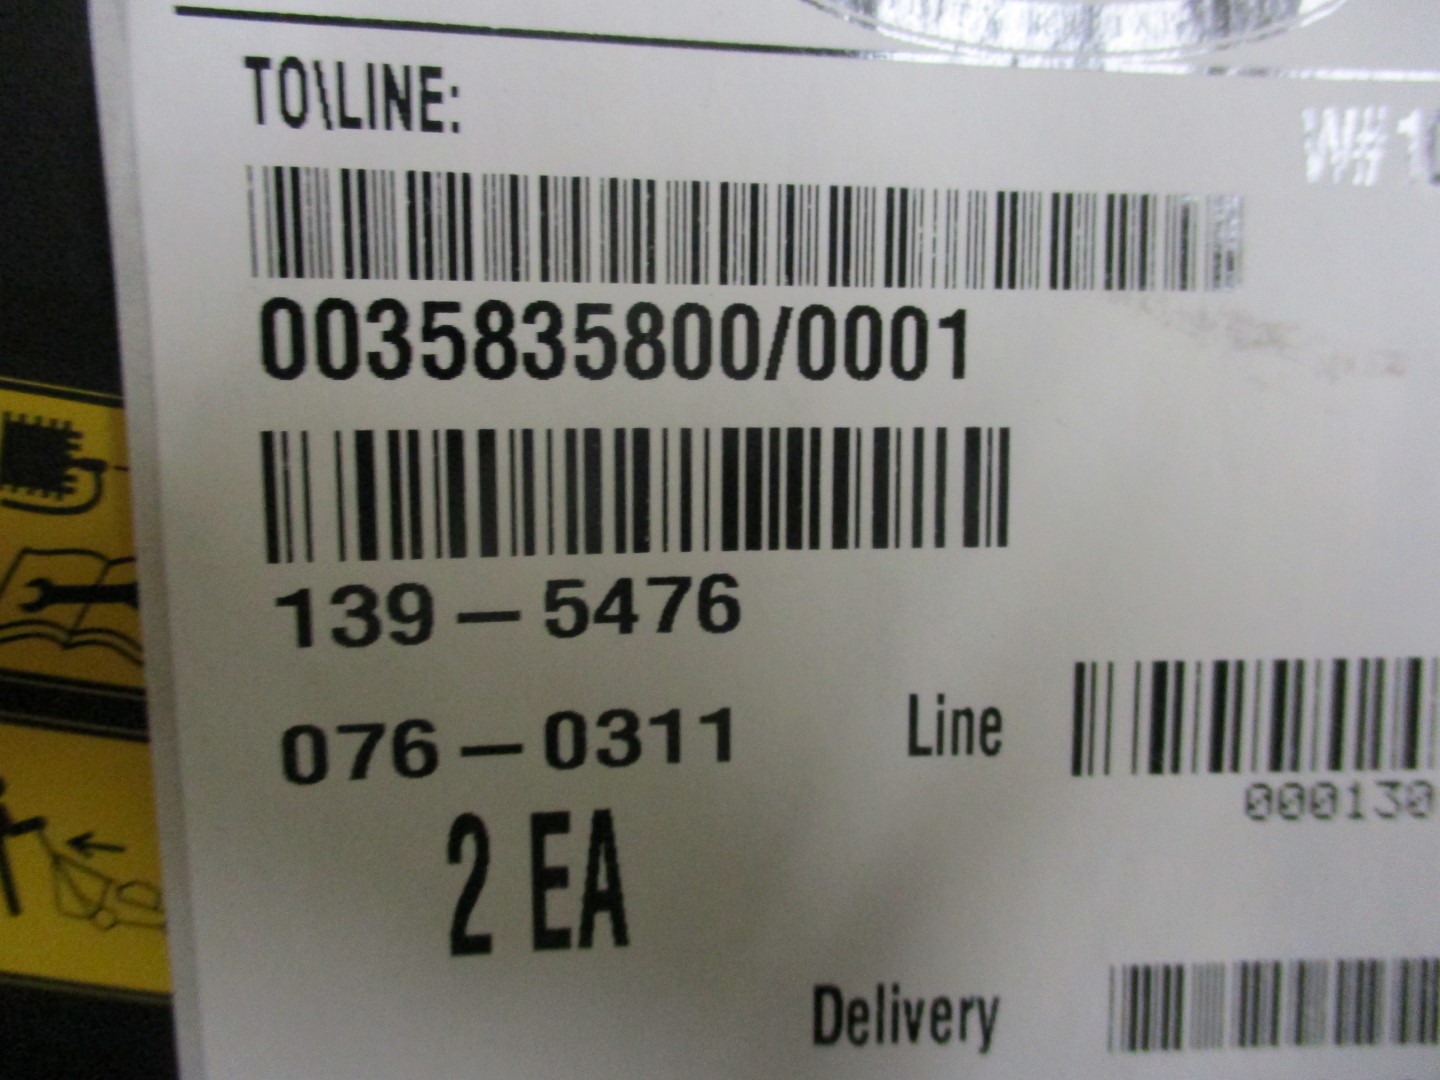 TO\LINE:
0035835800/0001
139-5476
076-0311
Line
000130
2 EA
Delivery